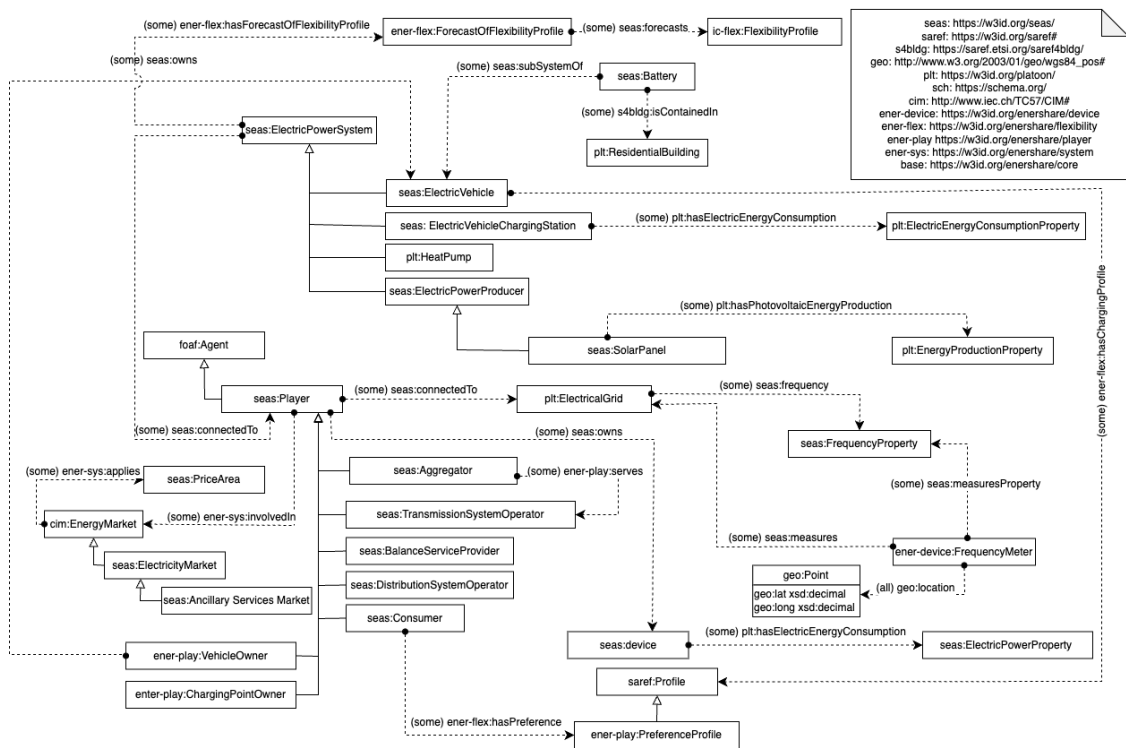 (some) ener-flex:hasForecastOfFlexibilityProfile
ener-flex:ForecastOfFlexibilityProfile
(some) seas:forecasts
ic-flex:FlexibilityProfile
seas: https://w3id.org/seas/
saref: https://w3id.org/saref#
s4bldg: https://saref.etsi.org/saref4bldg/
geo: http://www.w3.org/2003/01/geo/wgs84_pos#
plt: https://w3id.org/platoon/
sch: https://schema.org/
cim: http://www.iec.ch/TC57/CIM#
ener-device: https://w3id.org/enershare/device
ener-flex: https://w3id.org/enershare/flexibility
ener-play https://w3id.org/enershare/player
ener-sys: https://w3id.org/enershare/system
base: https://w3id.org/enershare/core
(some) seas:owns
(some) seas:subSystemOf
seas:Battery
(some) s4bldg:isContainedIn
seas:ElectricPowerSystem
plt:ResidentialBuilding
seas:ElectricVehicle
seas: ElectricVehicleChargingStation
(some) plt:hasElectricEnergyConsumption
plt:ElectricEnergyConsumptionProperty
plt:HeatPump
seas:ElectricPowerProducer
(some) plt:hasPhotovoltaicEnergyProduction
(some) ener-flex:hasChargingProfile
foaf:Agent
seas:SolarPanel
plt:EnergyProductionProperty
seas:Player
(some) seas:connectedTo
plt:ElectricalGrid
(some) seas:frequency
(some) seas:connectedTo
(some) seas:owns
seas:FrequencyProperty
(some) ener-sys:applies
seas:PriceArea
seas:Aggregator
(some) ener-play:serves
(some) seas:measuresProperty
cim:EnergyMarket
(some) ener-sys:involvedIn
seas:TransmissionSystemOperator
(some) seas:measures
ener-device:FrequencyMeter
seas:ElectricityMarket
seas:BalanceServiceProvider
geo:Point
geo:lat xsd:decimal
geo:long xsd:decimal
(all) geo:location
seas:Ancillary Services Market
seas:DistributionSystemOperator
seas:Consumer
(some) plt:hasElectricEnergyConsumption
seas:device
seas:ElectricPowerProperty
ener-play:VehicleOwner
saref:Profile
enter-play:ChargingPointOwner
(some) ener-flex:hasPreference
ener-play:PreferenceProfile